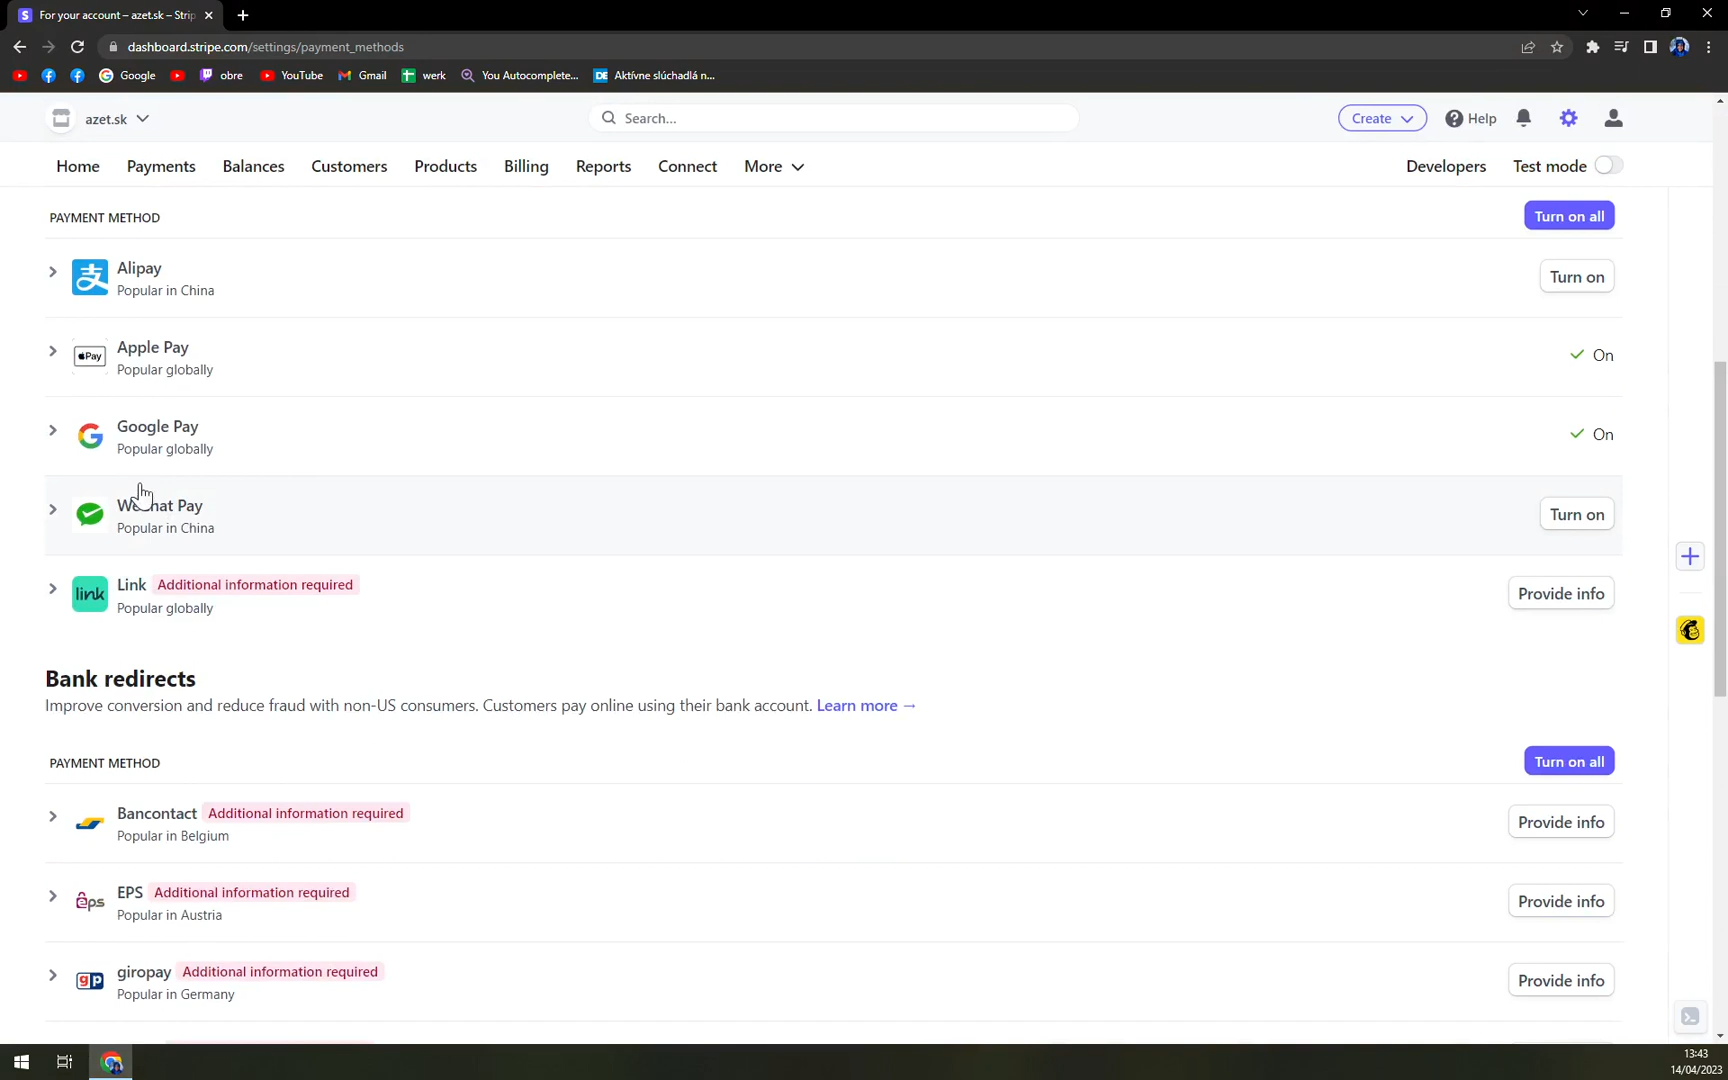 For your account – azet.sk – Strip
dashboard.stripe.com/settings/payment_methods
Google
obre
YouTube
Gmail
werk
You Autocomplete...
DE
Aktívne slúchadlá n...
azet.sk
Search...
Create
Help
Home
Payments
Balances
Customers
Products
Billing
Reports
Connect
More
Developers
Test mode
PAYMENT METHOD
Turn on all
支
Alipay
Popular in China
Turn on
Pay
Apple Pay
Popular globally
On
Google Pay
Popular globally
On
Pay
Popular in China
Turn on
link
Link Additional information required
Popular globally
Provide info
Bank redirects
Improve conversion and reduce fraud with non-US consumers. Customers pay online using their bank account. Learn more →
PAYMENT METHOD
Turn on all
Bancontact Additional information required
Popular in Belgium
Provide info
eps
EPS Additional information required
Popular in Austria
Provide info
gp
giropay Additional information required
Popular in Germany
Provide info
13:43
14/04/2023